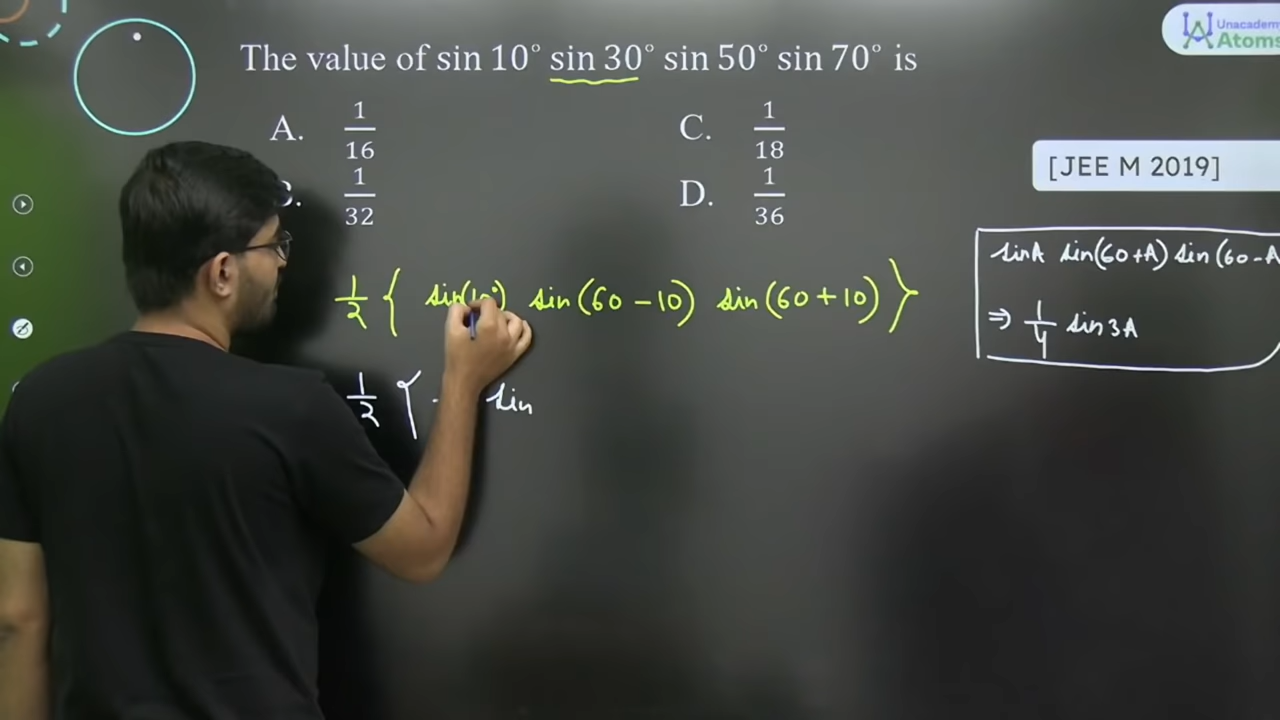 Unacademy
Atoms
The value of sin 10° sin 30° sin 50° sin 70° is
A. 1/16
C. 1/18
B. 1/32
D. 1/36
[JEE M 2019]
sinA sin(60+A) sin(60-A
⇒ 1/4 sin3A
1/2 { sin(10°) sin(60-10) sin(60+10) }
1/2 { sin